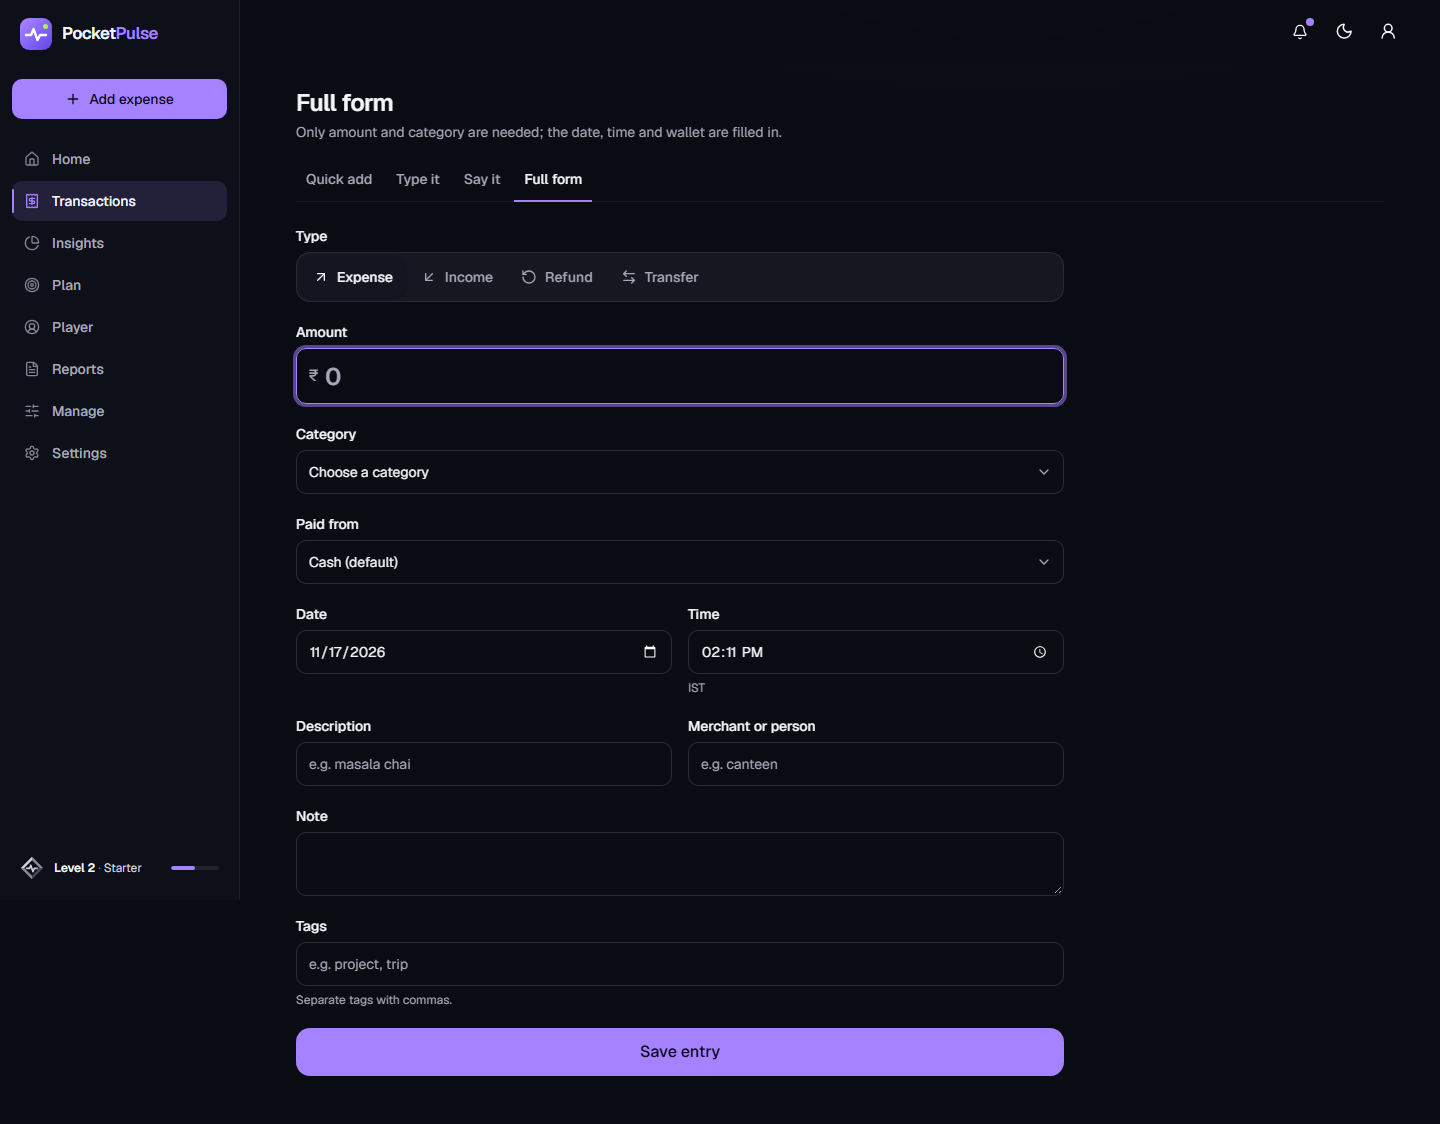 PocketPulse
Add expense
Home
Transactions
Insights
Plan
Player
Reports
Manage
Settings
Level 2 · Starter
Full form
Only amount and category are needed; the date, time and wallet are filled in.
Quick add Type it Say it Full form
Type
Expense Income Refund Transfer
Amount
₹ 0
Category
Choose a category
Paid from
Cash (default)
Date Time
11/17/2026 02:11 PM
IST
Description Merchant or person
e.g. masala chai e.g. canteen
Note
Tags
e.g. project, trip
Separate tags with commas.
Save entry